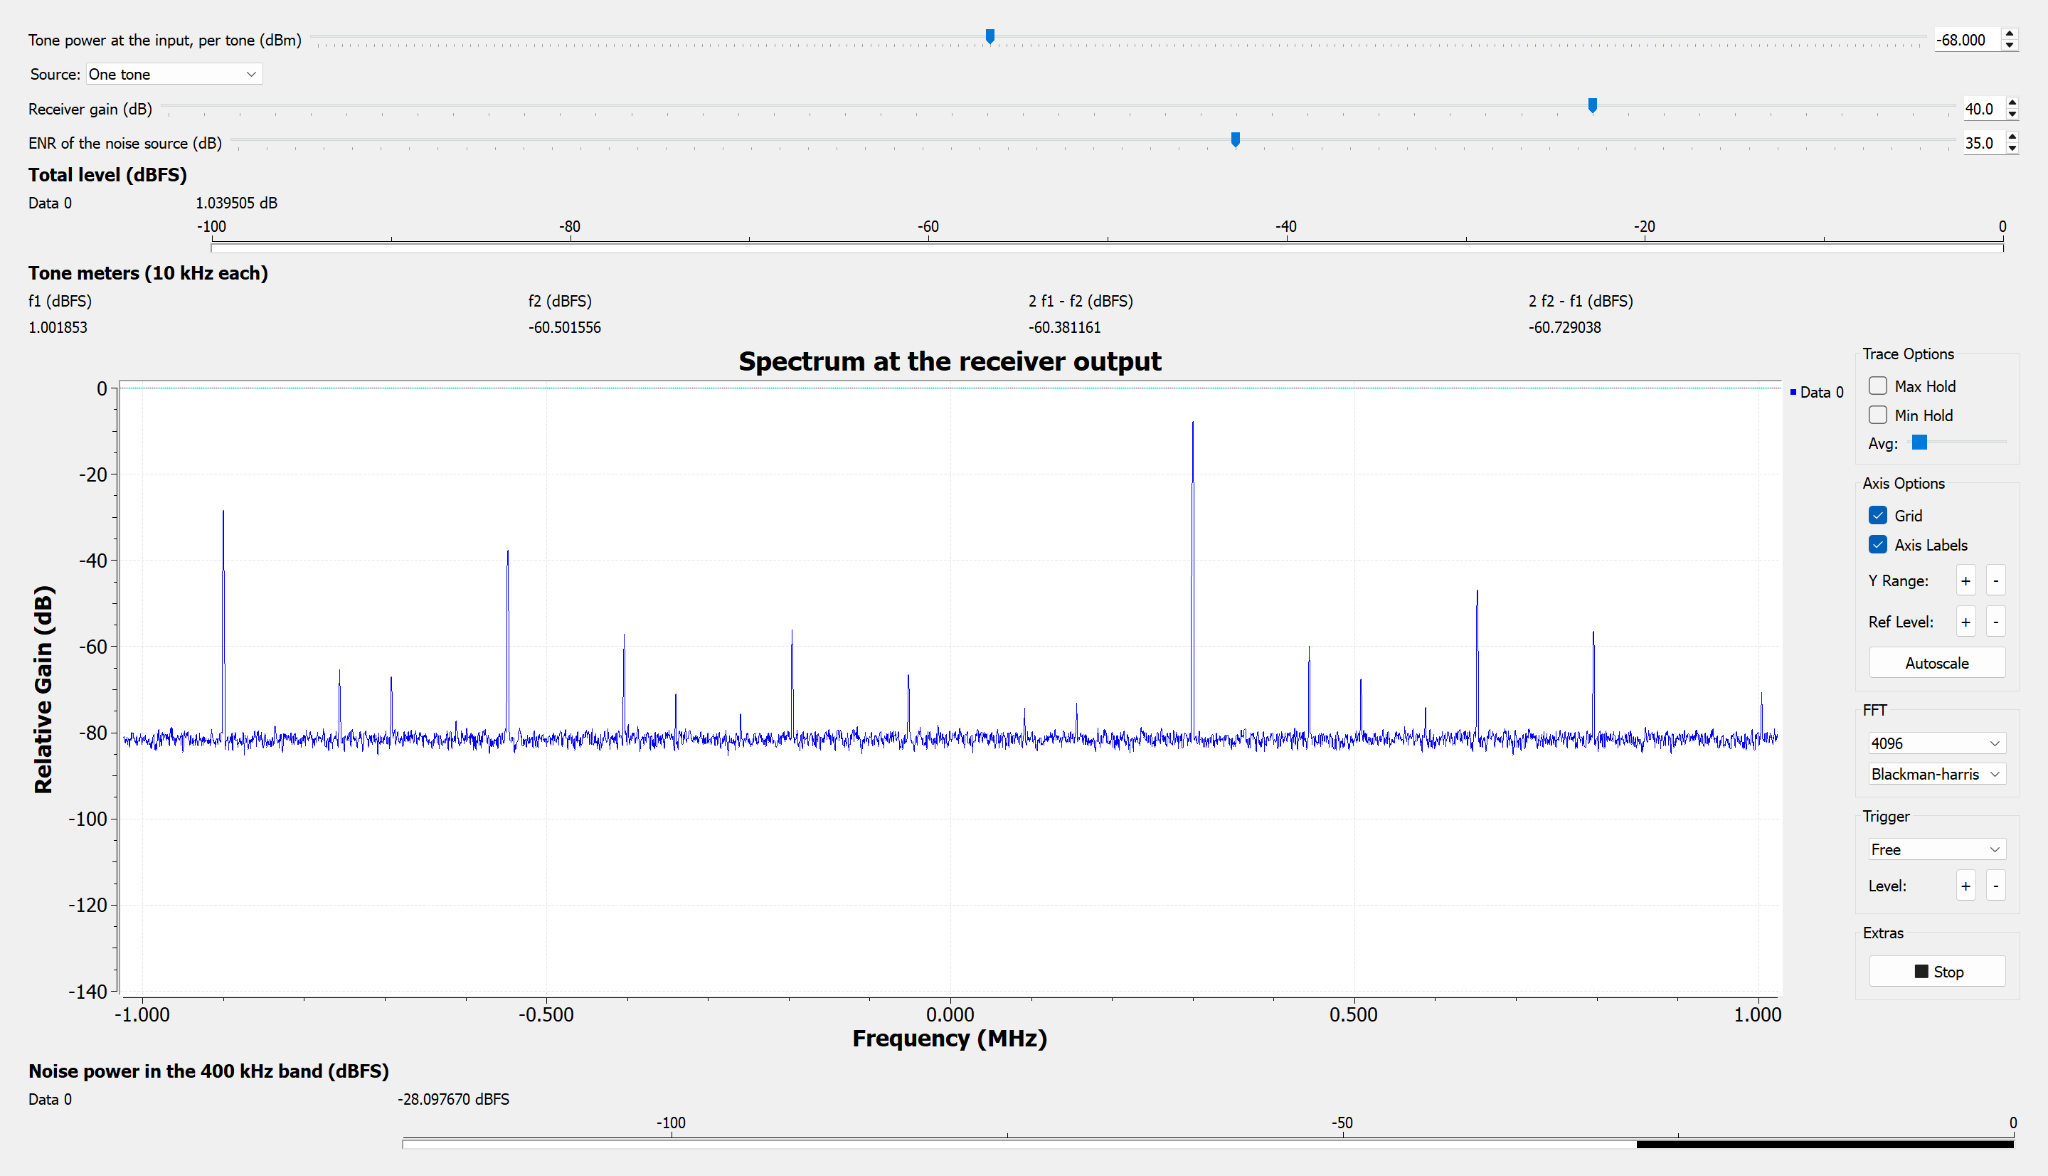 Tone power at the input, per tone (dBm) -68.000
Source: One tone
Receiver gain (dB) 40.0
ENR of the noise source (dB) 35.0
Total level (dBFS)
Data 0 1.039505 dB
-100 -80 -60 -40 -20 0
Tone meters (10 kHz each)
f1 (dBFS) f2 (dBFS) 2 f1 - f2 (dBFS) 2 f2 - f1 (dBFS)
1.001853 -60.501556 -60.381161 -60.729038
Spectrum at the receiver output
Relative Gain (dB)
0
-20
-40
-60
-80
-100
-120
-140
-1.000 -0.500 0.000 0.500 1.000
Frequency (MHz)
Data 0
Trace Options
Max Hold
Min Hold
Avg:
Axis Options
Grid
Axis Labels
Y Range: + -
Ref Level: + -
Autoscale
FFT
4096
Blackman-harris
Trigger
Free
Level: + -
Extras
Stop
Noise power in the 400 kHz band (dBFS)
Data 0 -28.097670 dBFS
-100 -50 0